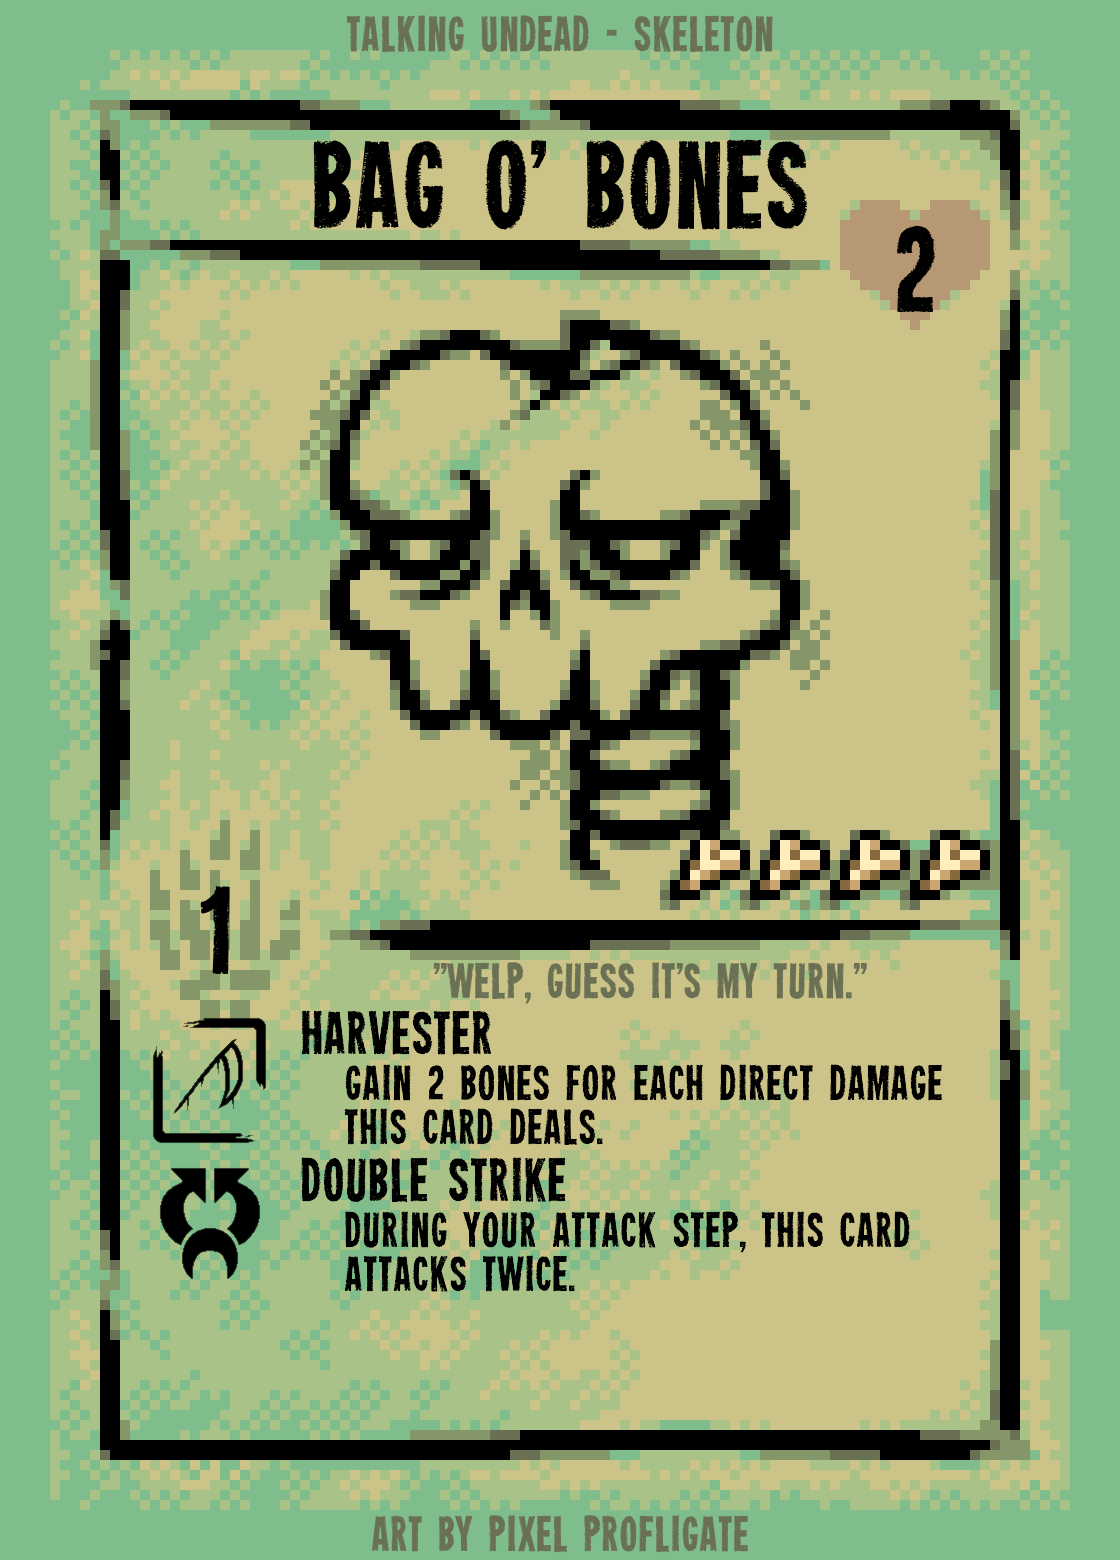 TALKING UNDEAD - SKELETON
BAG O' BONES
2
1
"WELP, GUESS IT'S MY TURN."
HARVESTER
GAIN 2 BONES FOR EACH DIRECT DAMAGE
THIS CARD DEALS.
DOUBLE STRIKE
DURING YOUR ATTACK STEP, THIS CARD
ATTACKS TWICE.
ART BY PIXEL PROFLIGATE